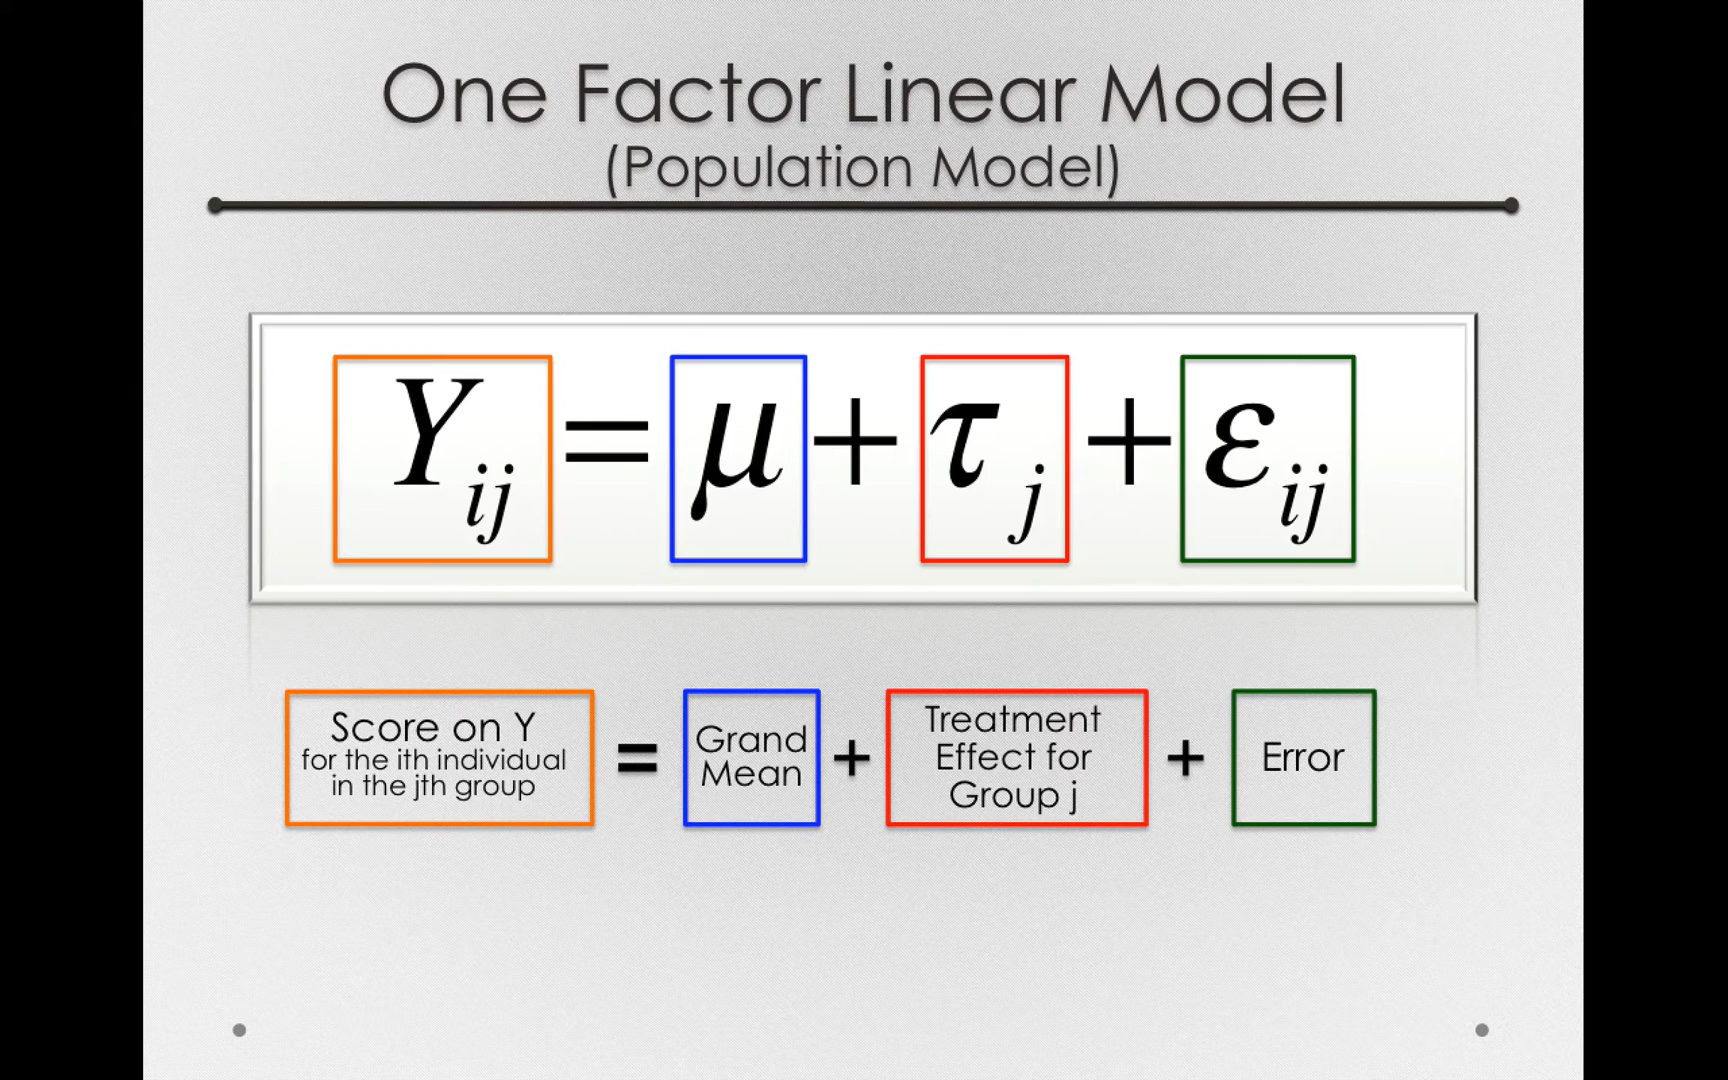 One Factor Linear Model
(Population Model)
Y_ij = μ + τ_j + ε_ij
Score on Y
for the ith individual
in the jth group
=
Grand
Mean
+
Treatment
Effect for
Group j
+
Error